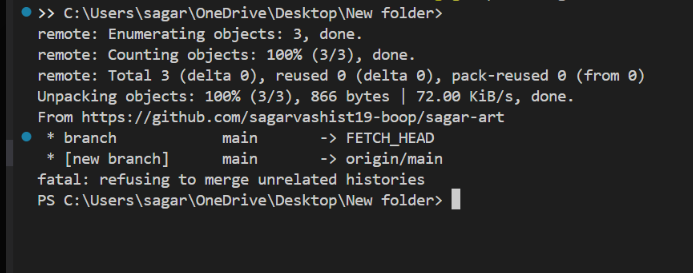 >> C:\Users\sagar\OneDrive\Desktop\New folder>
remote: Enumerating objects: 3, done.
remote: Counting objects: 100% (3/3), done.
remote: Total 3 (delta 0), reused 0 (delta 0), pack-reused 0 (from 0)
Unpacking objects: 100% (3/3), 866 bytes | 72.00 KiB/s, done.
From https://github.com/sagarvashist19-boop/sagar-art
 * branch            main       -> FETCH_HEAD
 * [new branch]      main       -> origin/main
fatal: refusing to merge unrelated histories
PS C:\Users\sagar\OneDrive\Desktop\New folder>